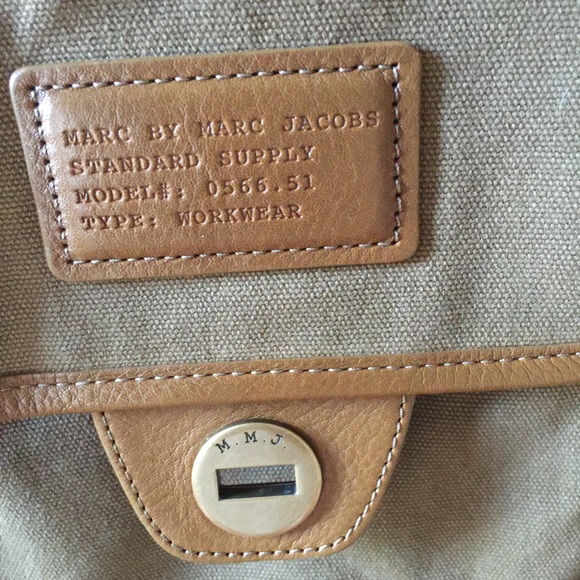 MARC BY MARC JACOBS
STANDARD SUPPLY
MODEL#: 0566.51
TYPE: WORKWEAR
M.M.J.